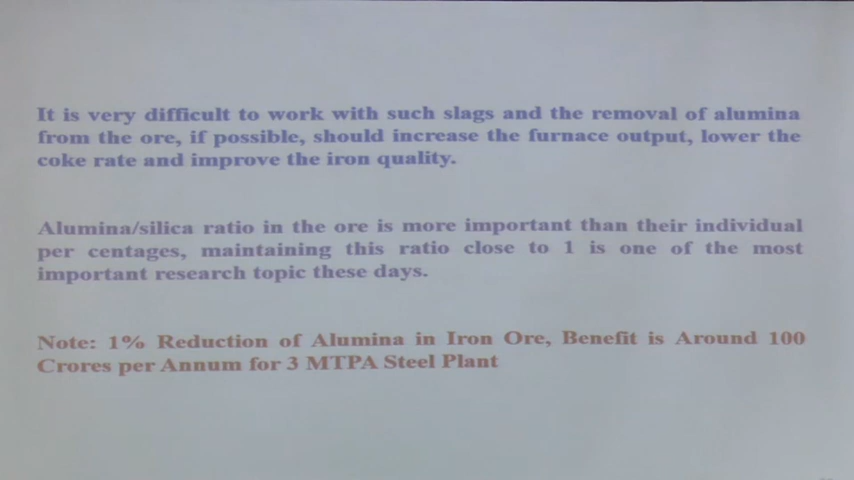 It is very difficult to work with such slags and the removal of alumina
from the ore, if possible, should increase the furnace output, lower the
coke rate and improve the iron quality.
Alumina/silica ratio in the ore is more important than their individual
per centages, maintaining this ratio close to 1 is one of the most
important research topic these days.
Note: 1% Reduction of Alumina in Iron Ore, Benefit is Around 100
Crores per Annum for 3 MTPA Steel Plant